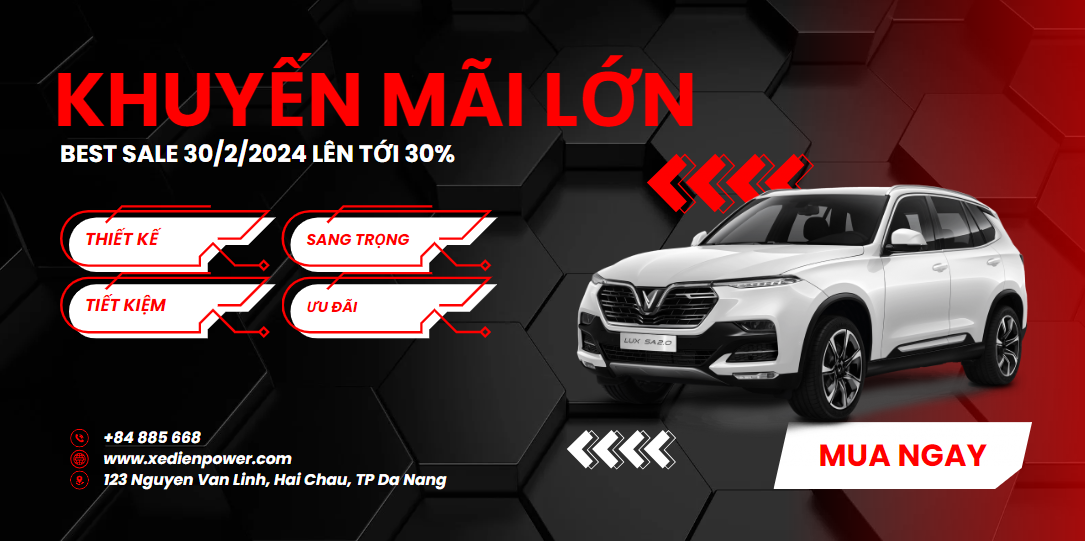 KHUYẾN MÃI LỚN
BEST SALE 30/2/2024 LÊN TỚI 30%
THIẾT KẾ
SANG TRỌNG
TIẾT KIỆM
ƯU ĐÃI
LUX SA2.0
+84 885 668
www.xedienpower.com
123 Nguyen Van Linh, Hai Chau, TP Da Nang
MUA NGAY